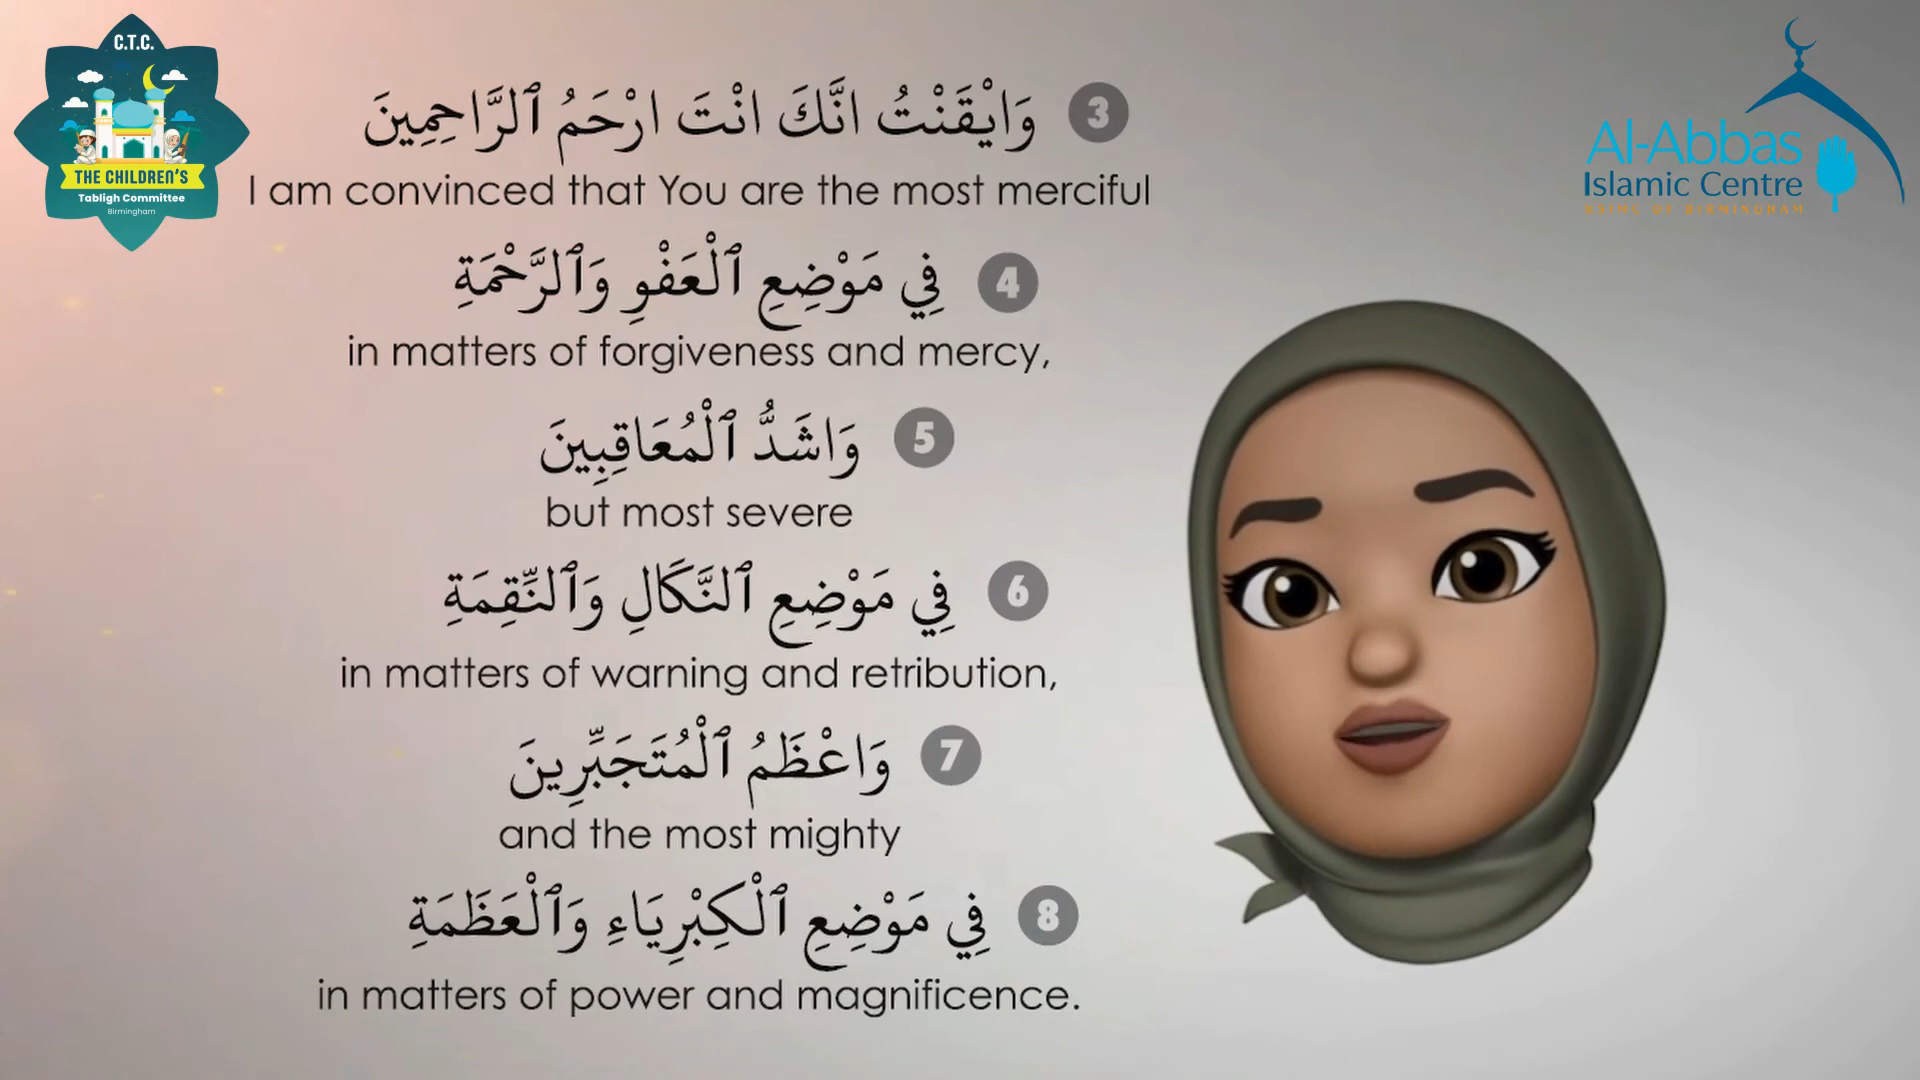 C.T.C.
THE CHILDREN'S
Tabligh Committee
Birmingham
Al-Abbas
Islamic Centre
3 وَايْقَنْتُ انَّكَ انْتَ ارْحَمُ ٱلرَّاحِمِينَ
I am convinced that You are the most merciful
4 فِي مَوْضِعِ ٱلْعَفْوِ وَٱلرَّحْمَةِ
in matters of forgiveness and mercy,
5 وَاشَدُّ ٱلْمُعَاقِبِينَ
but most severe
6 فِي مَوْضِعِ ٱلنَّكَالِ وَٱلنَّقِمَةِ
in matters of warning and retribution,
7 وَاعْظَمُ ٱلْمُتَجَبِّرِينَ
and the most mighty
8 فِي مَوْضِعِ ٱلْكِبْرِيَاءِ وَٱلْعَظَمَةِ
in matters of power and magnificence.